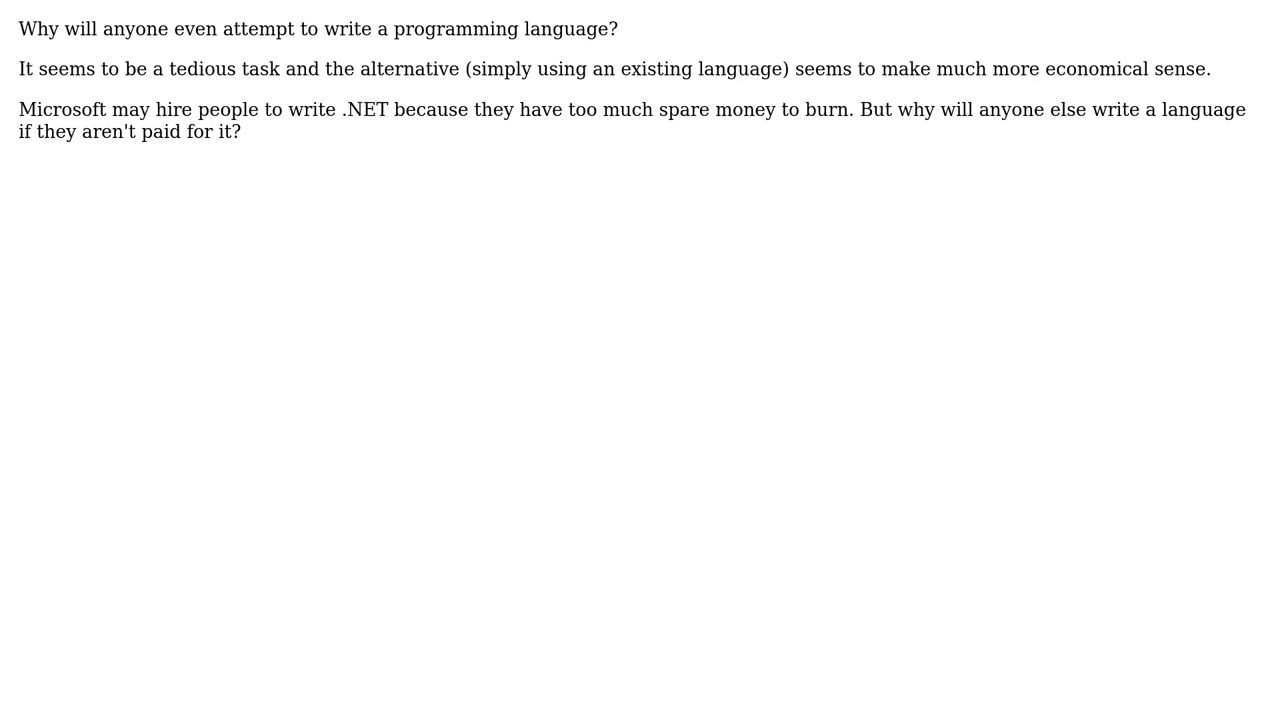 Why will anyone even attempt to write a programming language?
It seems to be a tedious task and the alternative (simply using an existing language) seems to make much more economical sense.
Microsoft may hire people to write .NET because they have too much spare money to burn. But why will anyone else write a language
if they aren't paid for it?